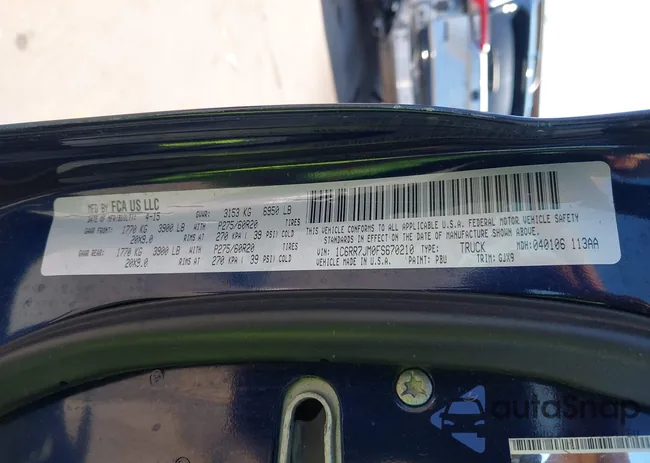 MFG BY FCA US LLC
DATE OF MFR 4-15 GVWR: 3153 KG 6950 LB
GAWR FRONT: 1770 KG 3900 LB WITH P275/60R20
20X9.0 RIMS AT 270 KPA ( 39 PSI) COLD
GAWR REAR: 1770 KG 3900 LB WITH P275/60R20
20X9.0 RIMS AT 270 KPA ( 39 PSI) COLD
THIS VEHICLE CONFORMS TO ALL APPLICABLE U.S.A. FEDERAL MOTOR VEHICLE SAFETY
STANDARDS IN EFFECT ON THE DATE OF MANUFACTURE SHOWN ABOVE.
VIN: 1C6RR7JM0FS670210 TYPE: TRUCK MDH: 040106 113AA
VEHICLE MADE IN U.S.A. PAINT: PBU TRIM: GJX9
autoSnap